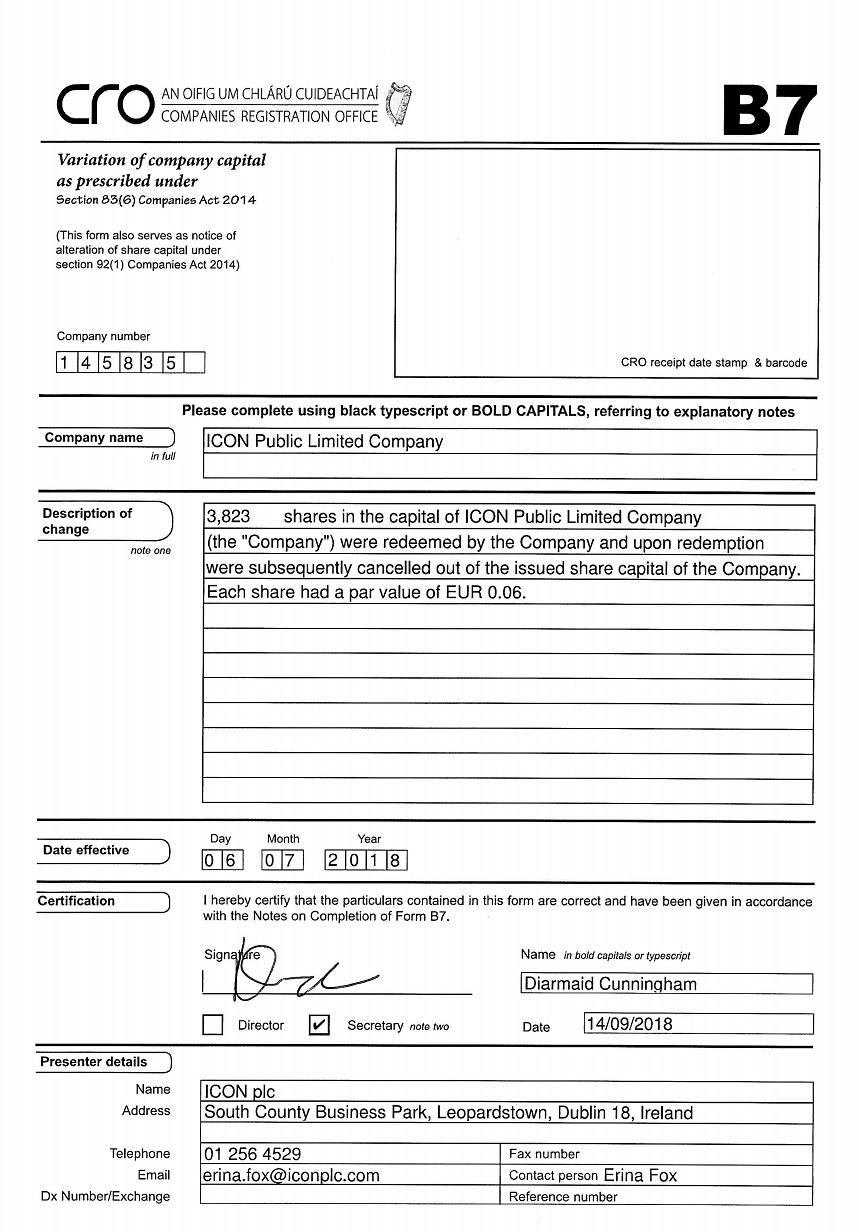 cro AN OIFIG UM CHLÁRÚ CUIDEACHTAÍ
COMPANIES REGISTRATION OFFICE
B7
Variation of company capital
as prescribed under
Section 83(6) Companies Act 2014
(This form also serves as notice of
alteration of share capital under
section 92(1) Companies Act 2014)
Company number
145835
CRO receipt date stamp & barcode
Please complete using black typescript or BOLD CAPITALS, referring to explanatory notes
Company name
in full
ICON Public Limited Company
Description of
change
note one
3,823 shares in the capital of ICON Public Limited Company
(the "Company") were redeemed by the Company and upon redemption
were subsequently cancelled out of the issued share capital of the Company.
Each share had a par value of EUR 0.06.
Date effective
Day Month Year
06 07 2018
Certification
I hereby certify that the particulars contained in this form are correct and have been given in accordance
with the Notes on Completion of Form B7.
Signature
Name in bold capitals or typescript
Diarmaid Cunningham
Director ✔ Secretary note two
Date 14/09/2018
Presenter details
Name ICON plc
Address South County Business Park, Leopardstown, Dublin 18, Ireland
Telephone 01 256 4529 Fax number
Email erina.fox@iconplc.com Contact person Erina Fox
Dx Number/Exchange Reference number